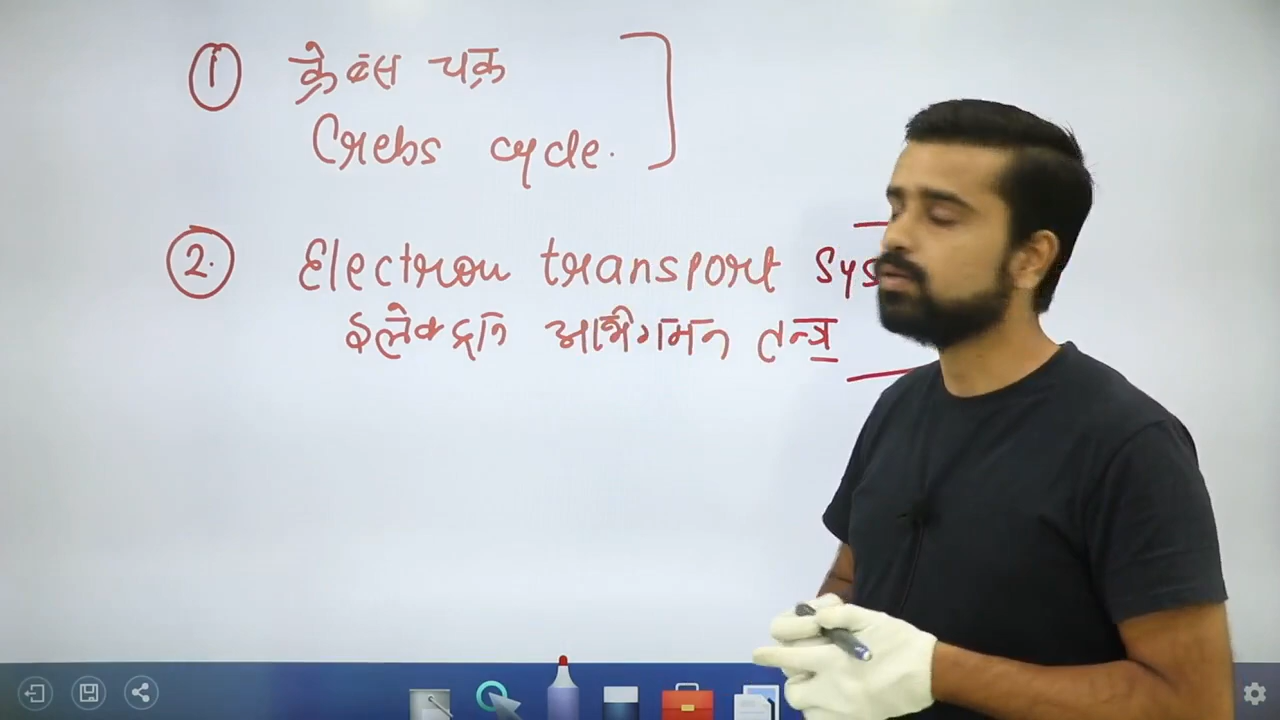 ① क्रेब्स चक्र
Crebs cycle.
② Electron transport Sys
इलेक्ट्रान अभिगमन तन्त्र